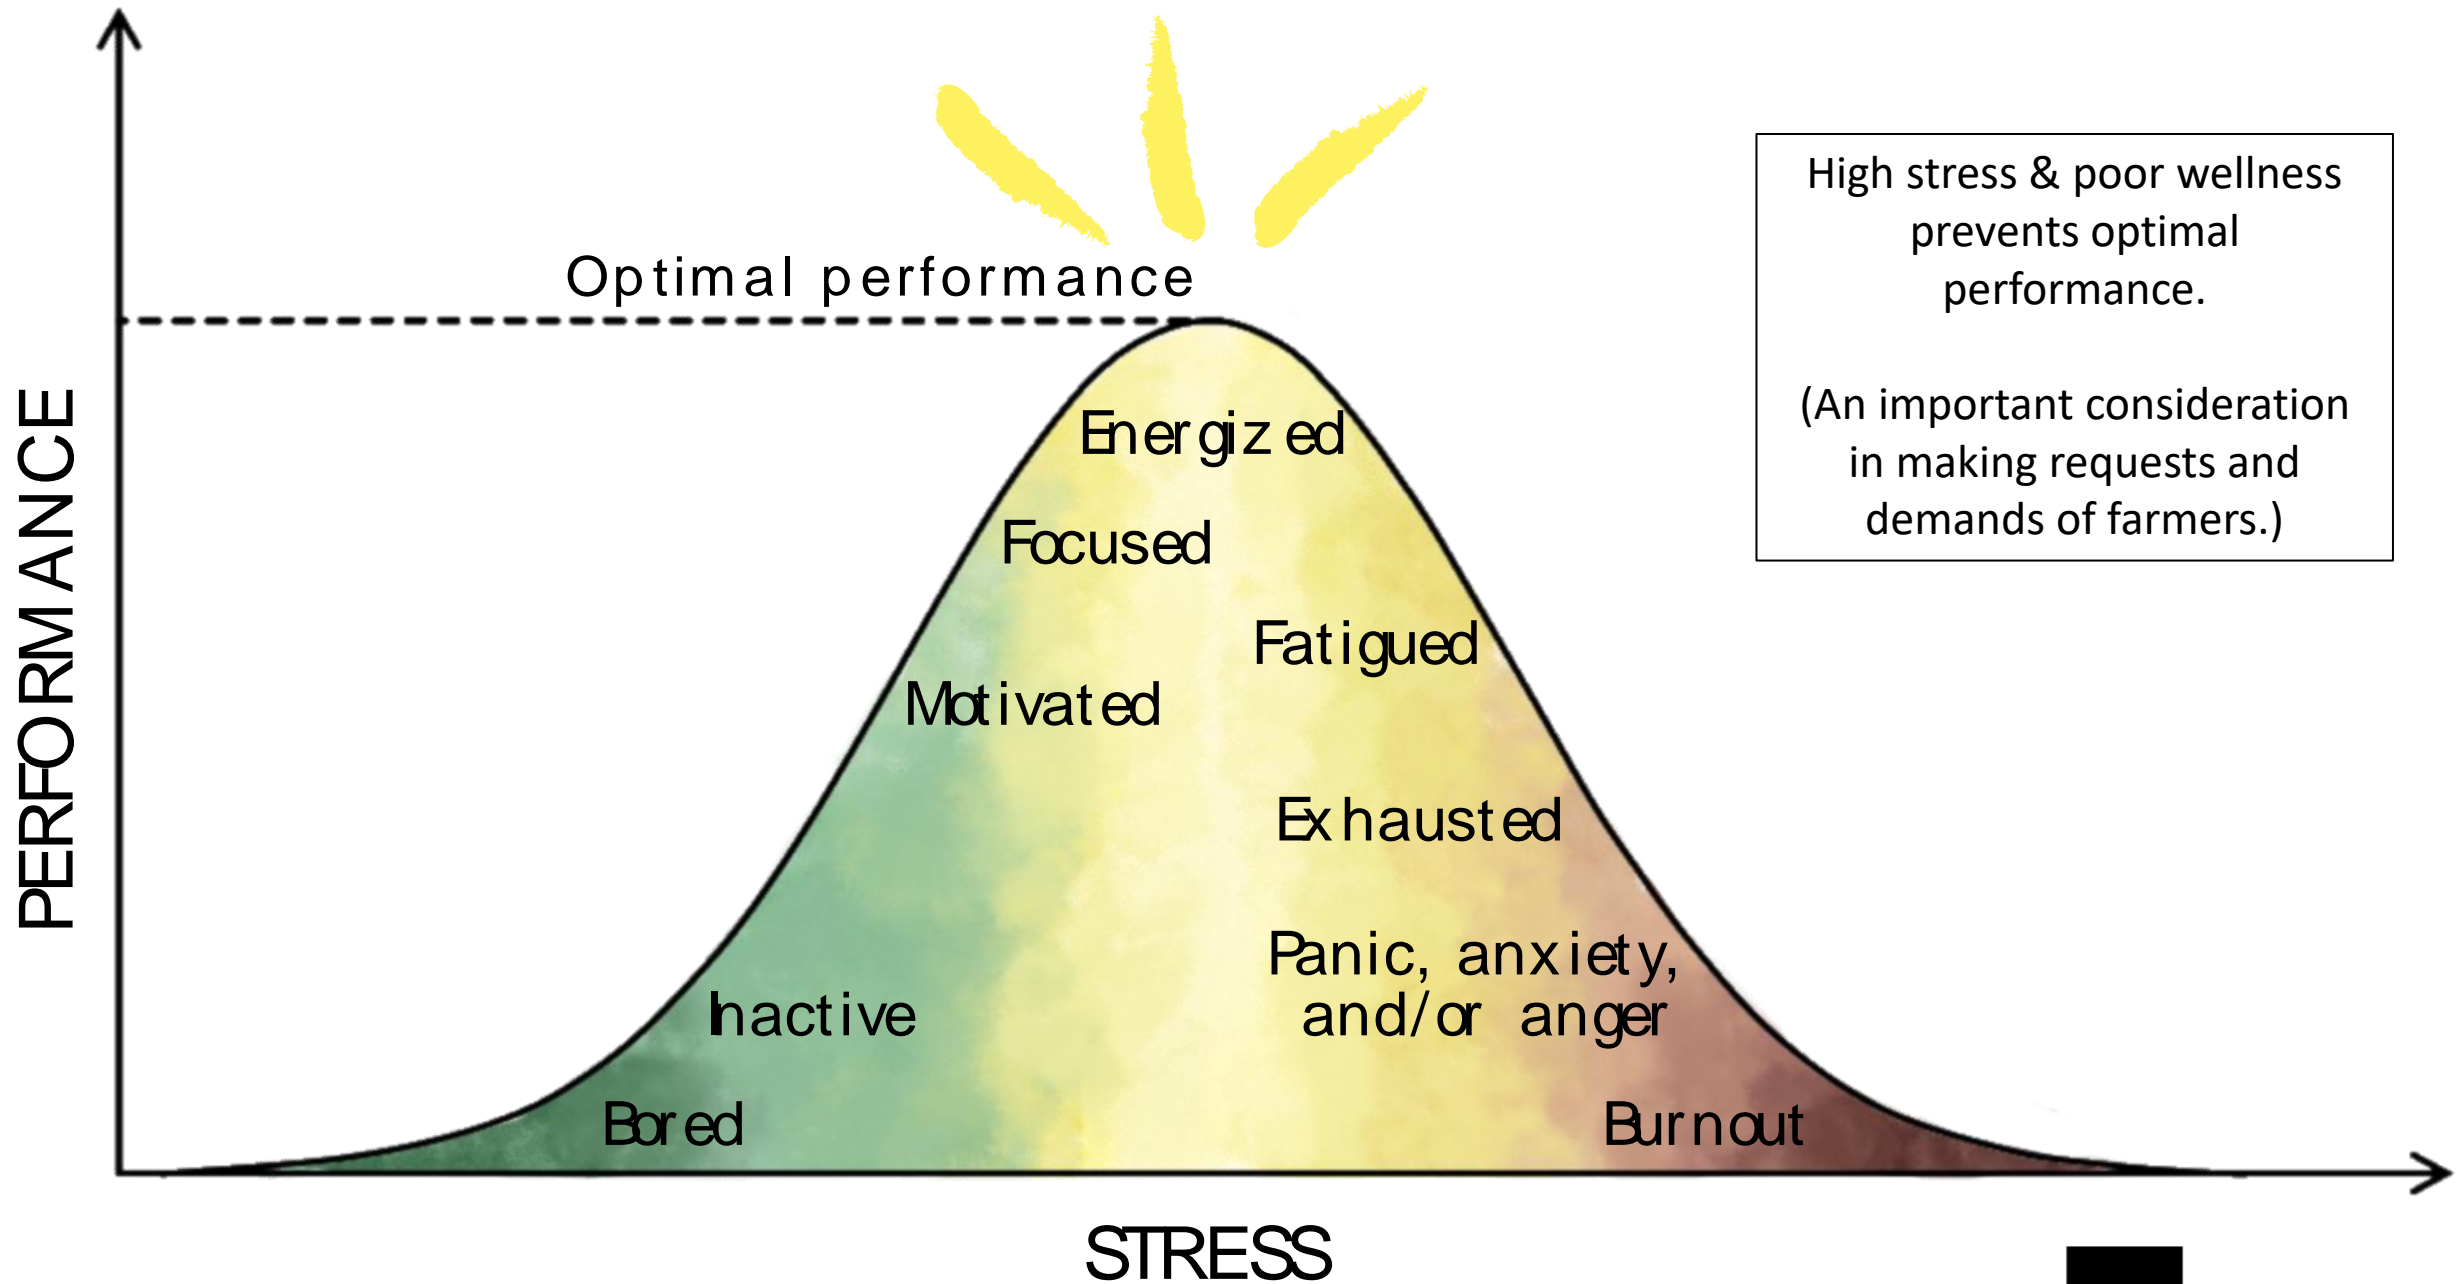 High stress & poor wellness
prevents optimal
performance.
(An important consideration
in making requests and
demands of farmers.)
Optimal performance
PERFORMANCE
Energized
Focused
Fatigued
Motivated
Exhausted
Panic, anxiety,
and/or anger
Inactive
Bored
Burnout
STRESS